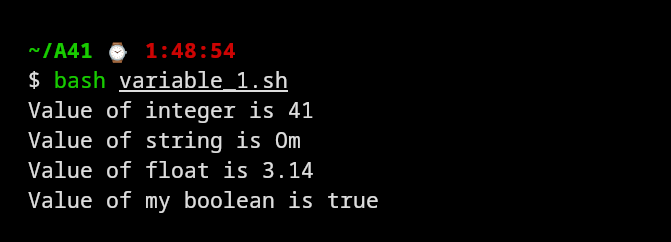 ~/A41 ⌚ 1:48:54
$ bash variable_1.sh
Value of integer is 41
Value of string is Om
Value of float is 3.14
Value of my boolean is true